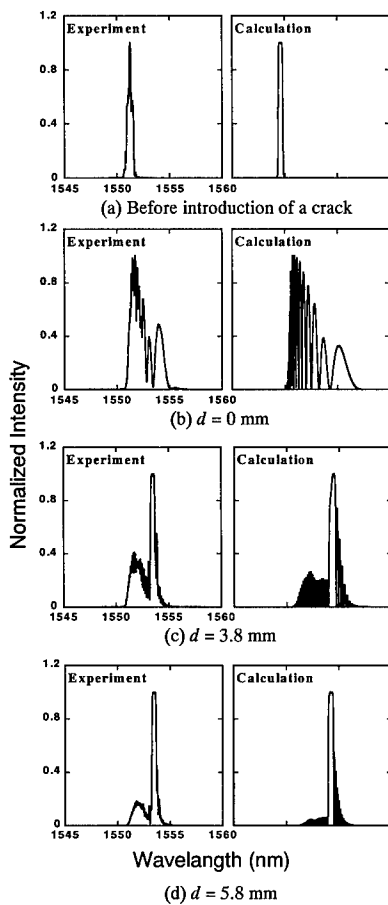 Experiment Calculation
1.2
0.8
0.4
0
1545 1550 1555 1560
(a) Before introduction of a crack
Experiment Calculation
1.2
0.8
0.4
0
1545 1550 1555 1560
(b) d = 0 mm
Normalized Intensity
Experiment Calculation
1.2
0.8
0.4
0
1545 1550 1555 1560
(c) d = 3.8 mm
Experiment Calculation
1.2
0.8
0.4
0
1545 1550 1555 1560
Wavelangth (nm)
(d) d = 5.8 mm